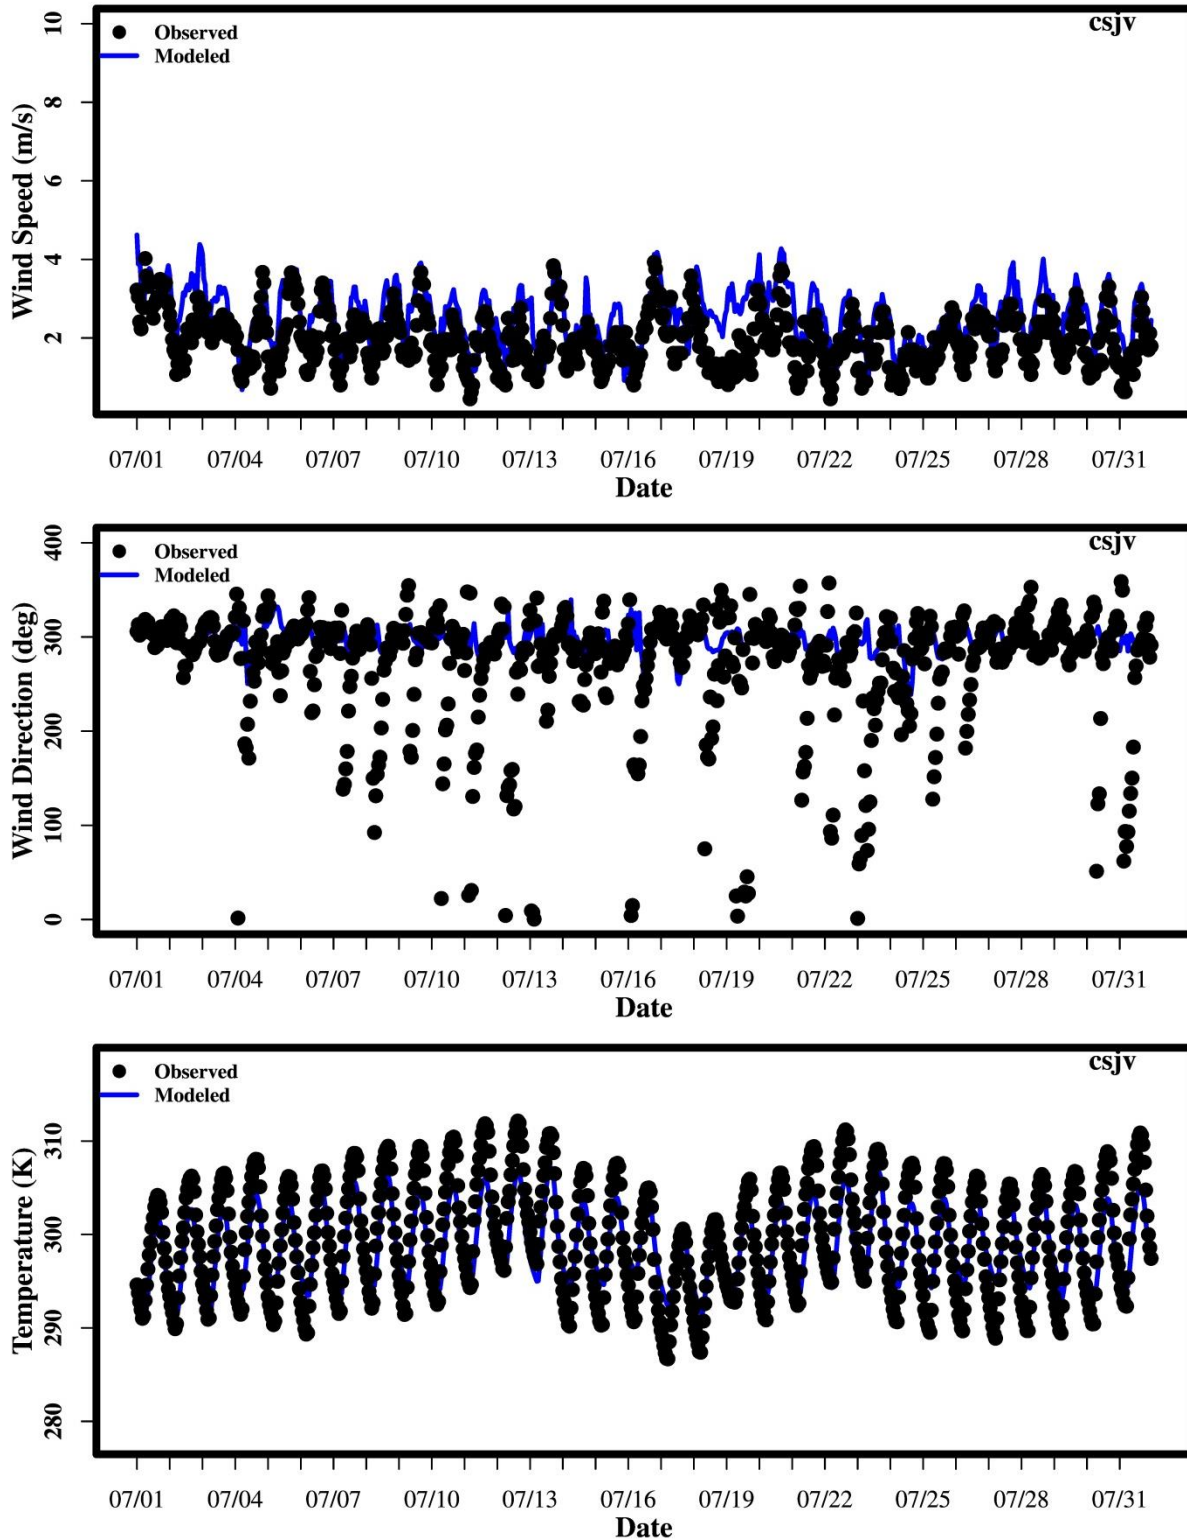 csjv
Observed
Modeled
Wind Speed (m/s)
10
8
6
4
2
07/01 07/04 07/07 07/10 07/13 07/16 07/19 07/22 07/25 07/28 07/31
Date
csjv
Observed
Modeled
Wind Direction (deg)
400
300
200
100
0
07/01 07/04 07/07 07/10 07/13 07/16 07/19 07/22 07/25 07/28 07/31
Date
csjv
Observed
Modeled
Temperature (K)
310
300
290
280
07/01 07/04 07/07 07/10 07/13 07/16 07/19 07/22 07/25 07/28 07/31
Date